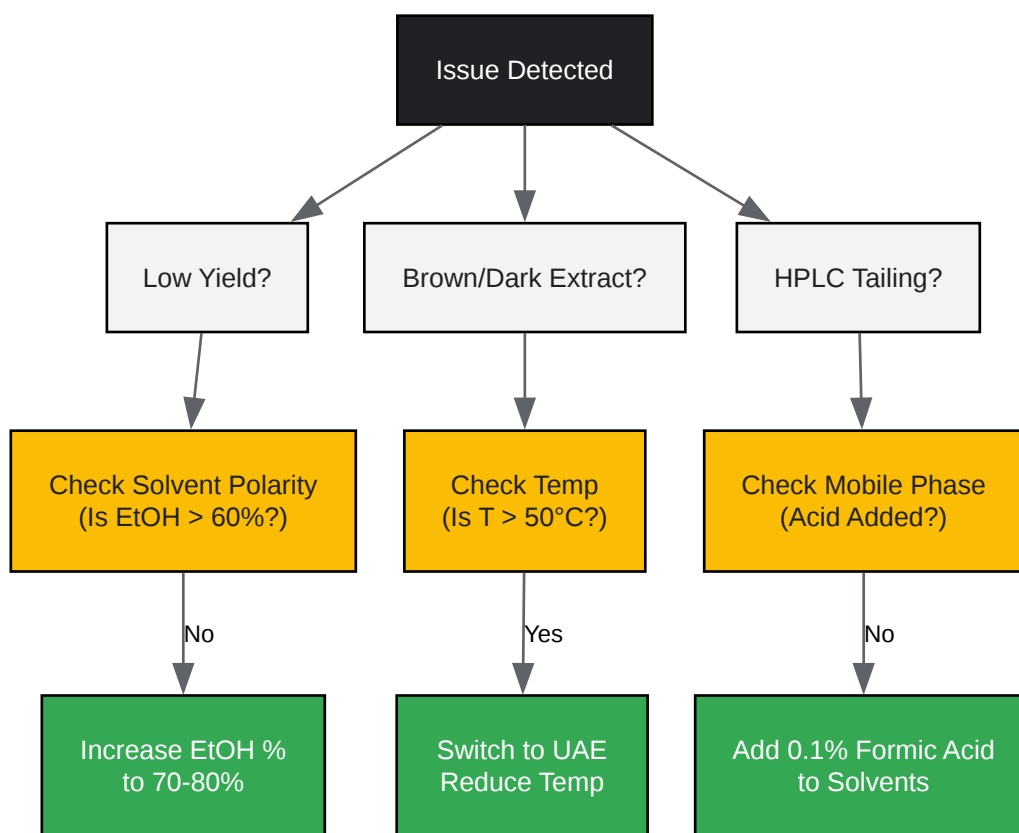 Issue Detected
Low Yield?
Brown/Dark Extract?
HPLC Tailing?
Check Solvent Polarity
(Is EtOH > 60%?)
Check Temp
(Is T > 50°C?)
Check Mobile Phase
(Acid Added?)
No
Yes
No
Increase EtOH %
to 70-80%
Switch to UAE
Reduce Temp
Add 0.1% Formic Acid
to Solvents